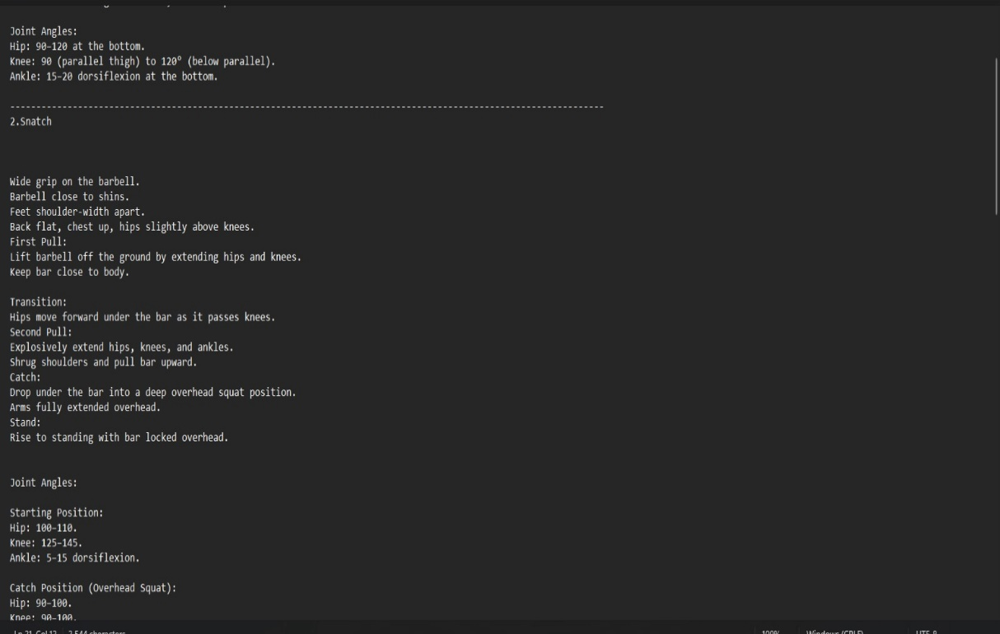 Joint Angles:
Hip: 90-120 at the bottom.
Knee: 90 (parallel thigh) to 120° (below parallel).
Ankle: 15-20 dorsiflexion at the bottom.
------------------------------------------------------------------------------------------------------------------
2.Snatch
Wide grip on the barbell.
Barbell close to shins.
Feet shoulder-width apart.
Back flat, chest up, hips slightly above knees.
First Pull:
Lift barbell off the ground by extending hips and knees.
Keep bar close to body.
Transition:
Hips move forward under the bar as it passes knees.
Second Pull:
Explosively extend hips, knees, and ankles.
Shrug shoulders and pull bar upward.
Catch:
Drop under the bar into a deep overhead squat position.
Arms fully extended overhead.
Stand:
Rise to standing with bar locked overhead.
Joint Angles:
Starting Position:
Hip: 100-110.
Knee: 125-145.
Ankle: 5-15 dorsiflexion.
Catch Position (Overhead Squat):
Hip: 90-100.
Knee: 90-100.
Ln 21, Col 12 2,544 characters 100% Windows (CRLF) UTF-8